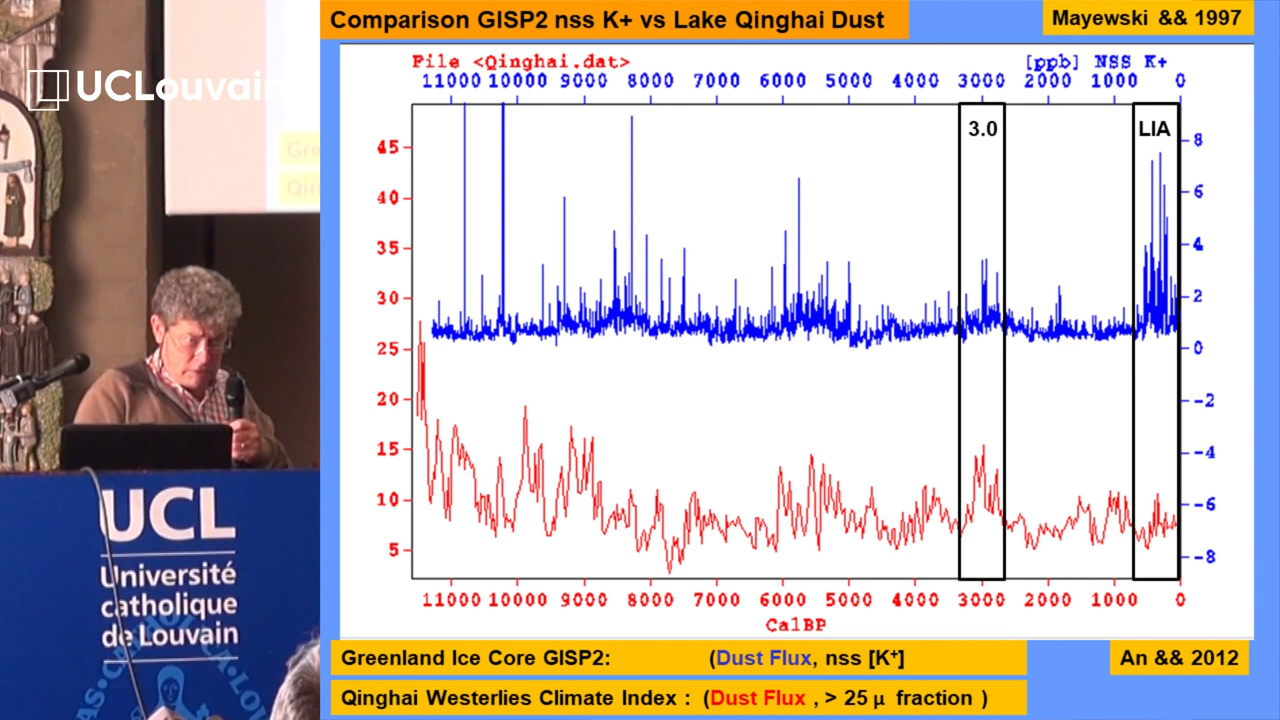 UCLouvain
Gre
Qin
UCL
Université
catholique
de Louvain
Comparison GISP2 nss K+ vs Lake Qinghai Dust
Mayewski && 1997
File <Qinghai.dat>
[ppb] NSS K+
11000 10000 9000 8000 7000 6000 5000 4000 3000 2000 1000 0
3.0
LIA
45
40
35
30
25
20
15
10
5
8
6
4
2
0
-2
-4
-6
-8
11000 10000 9000 8000 7000 6000 5000 4000 3000 2000 1000 0
CalBP
Greenland Ice Core GISP2: (Dust Flux, nss [K+]
An && 2012
Qinghai Westerlies Climate Index : (Dust Flux , > 25 µ fraction )